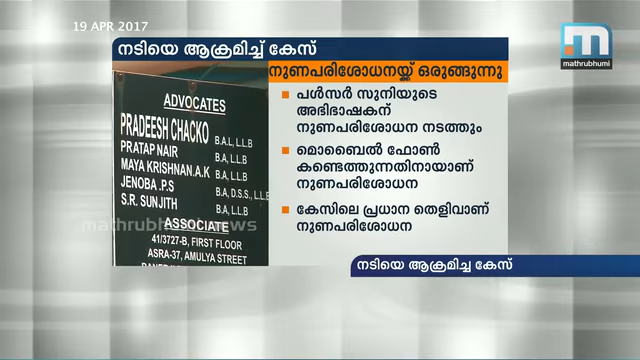 19 APR 2017
നടിയെ ആക്രമിച്ച് കേസ്
mathrubhumi
നുണപരിശോധനയ്ക്ക് ഒരുങ്ങുന്നു
ADVOCATES
PRADEESH CHACKO B.A.L, L.L.B
PRATAP NAIR B.A, L.L.B
MAYA KRISHNAN.A.K B.A, L.L.B
JENOBA .P.S B.A, D.S.S., L.L.B
S.R. SUNJITH B.A, L.L.B
ASSOCIATE
41/3727-B, FIRST FLOOR
ASRA-37, AMULYA STREET
പൾസർ സുനിയുടെ
അഭിഭാഷകന്
നുണപരിശോധന നടത്തും
മൊബൈൽ ഫോൺ
കണ്ടെത്തുന്നതിനായാണ്
നുണപരിശോധന
കേസിലെ പ്രധാന തെളിവാണ്
നുണപരിശോധന
mathrubhumi news
നടിയെ ആക്രമിച്ച കേസ്